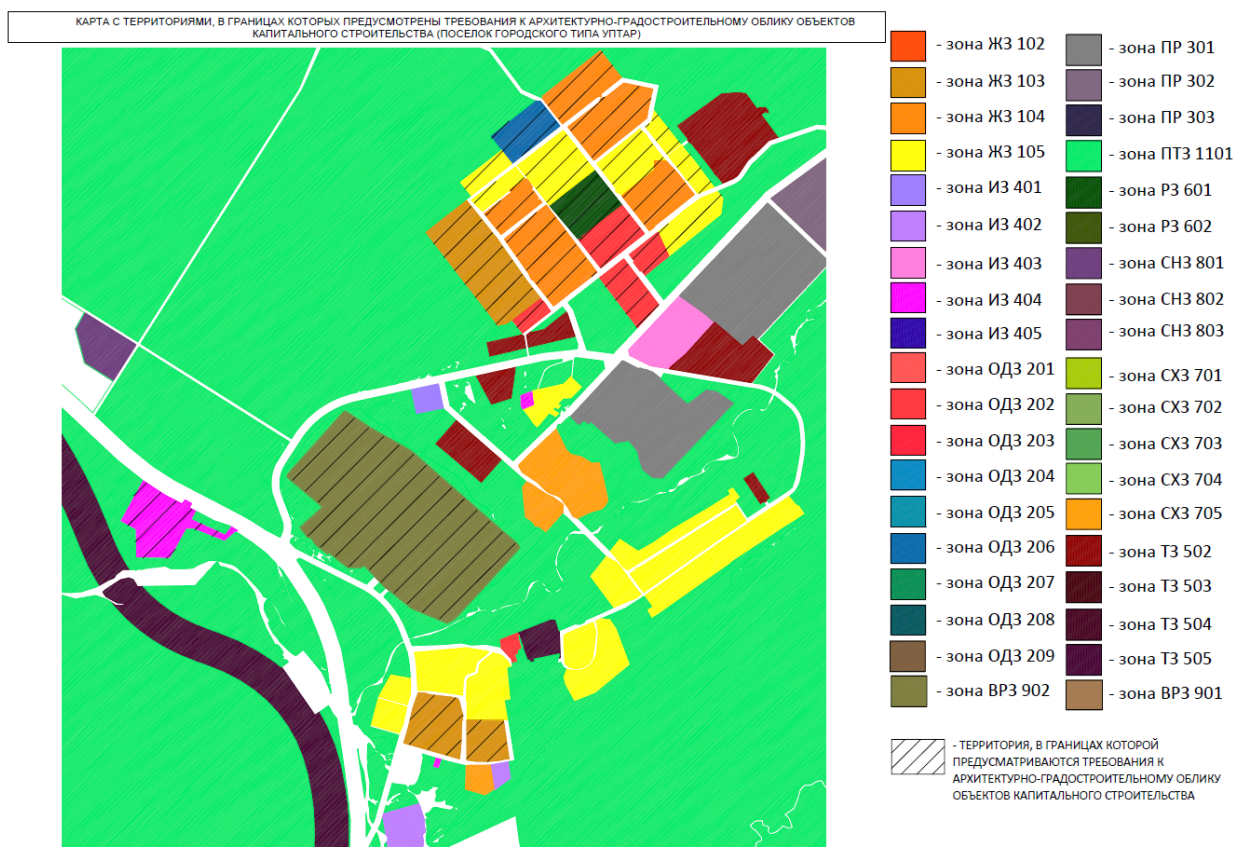 КАРТА С ТЕРРИТОРИЯМИ, В ГРАНИЦАХ КОТОРЫХ ПРЕДУСМОТРЕНЫ ТРЕБОВАНИЯ К АРХИТЕКТУРНО-ГРАДОСТРОИТЕЛЬНОМУ ОБЛИКУ ОБЪЕКТОВ
КАПИТАЛЬНОГО СТРОИТЕЛЬСТВА (ПОСЕЛОК ГОРОДСКОГО ТИПА УПТАР)
- зона ЖЗ 102
- зона ЖЗ 103
- зона ЖЗ 104
- зона ЖЗ 105
- зона ИЗ 401
- зона ИЗ 402
- зона ИЗ 403
- зона ИЗ 404
- зона ИЗ 405
- зона ОДЗ 201
- зона ОДЗ 202
- зона ОДЗ 203
- зона ОДЗ 204
- зона ОДЗ 205
- зона ОДЗ 206
- зона ОДЗ 207
- зона ОДЗ 208
- зона ОДЗ 209
- зона ВРЗ 902
- зона ПР 301
- зона ПР 302
- зона ПР 303
- зона ПТЗ 1101
- зона РЗ 601
- зона РЗ 602
- зона СНЗ 801
- зона СНЗ 802
- зона СНЗ 803
- зона СХЗ 701
- зона СХЗ 702
- зона СХЗ 703
- зона СХЗ 704
- зона СХЗ 705
- зона ТЗ 502
- зона ТЗ 503
- зона ТЗ 504
- зона ТЗ 505
- зона ВРЗ 901
- ТЕРРИТОРИЯ, В ГРАНИЦАХ КОТОРОЙ
ПРЕДУСМАТРИВАЮТСЯ ТРЕБОВАНИЯ К
АРХИТЕКТУРНО-ГРАДОСТРОИТЕЛЬНОМУ ОБЛИКУ
ОБЪЕКТОВ КАПИТАЛЬНОГО СТРОИТЕЛЬСТВА